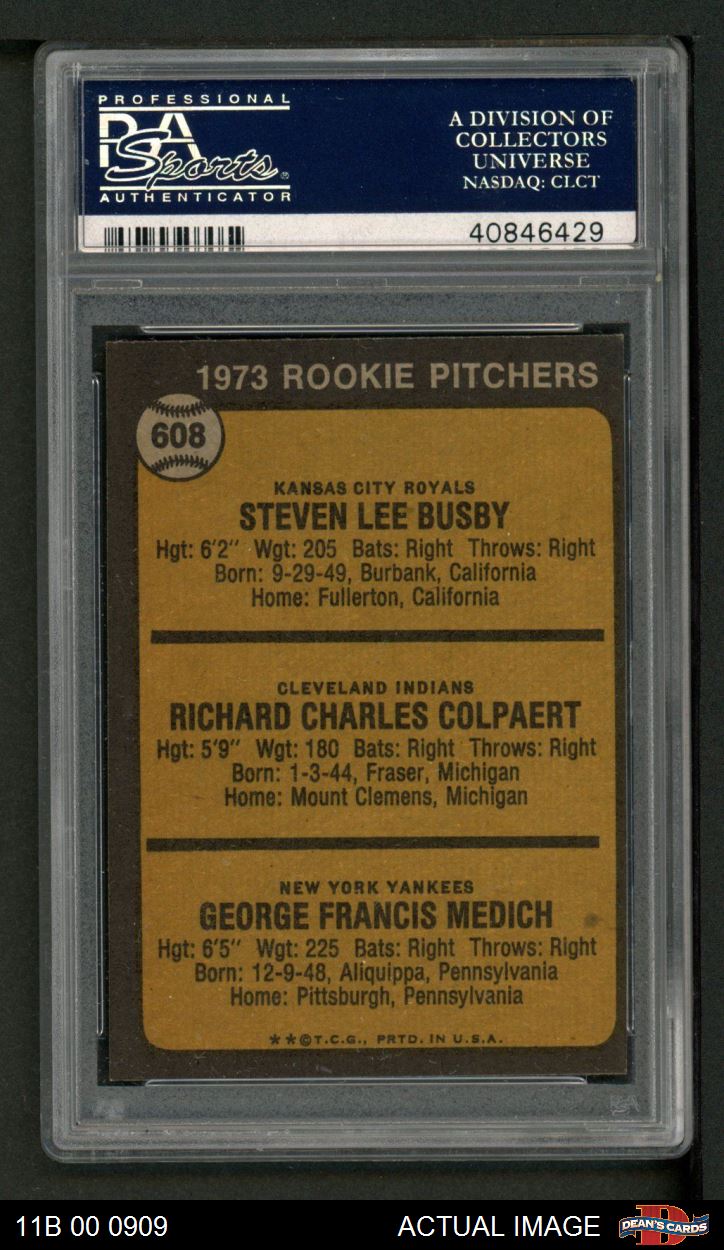 PROFESSIONAL
PSA
Sports®
AUTHENTICATOR
A DIVISION OF
COLLECTORS
UNIVERSE
NASDAQ: CLCT
40846429
1973 ROOKIE PITCHERS
608
KANSAS CITY ROYALS
STEVEN LEE BUSBY
Hgt: 6'2" Wgt: 205 Bats: Right Throws: Right
Born: 9-29-49, Burbank, California
Home: Fullerton, California
CLEVELAND INDIANS
RICHARD CHARLES COLPAERT
Hgt: 5'9" Wgt: 180 Bats: Right Throws: Right
Born: 1-3-44, Fraser, Michigan
Home: Mount Clemens, Michigan
NEW YORK YANKEES
GEORGE FRANCIS MEDICH
Hgt: 6'5" Wgt: 225 Bats: Right Throws: Right
Born: 12-9-48, Aliquippa, Pennsylvania
Home: Pittsburgh, Pennsylvania
**©T.C.G., PRTD. IN U.S.A.
PSA
11B 00 0909
ACTUAL IMAGE
DEAN'S CARDS